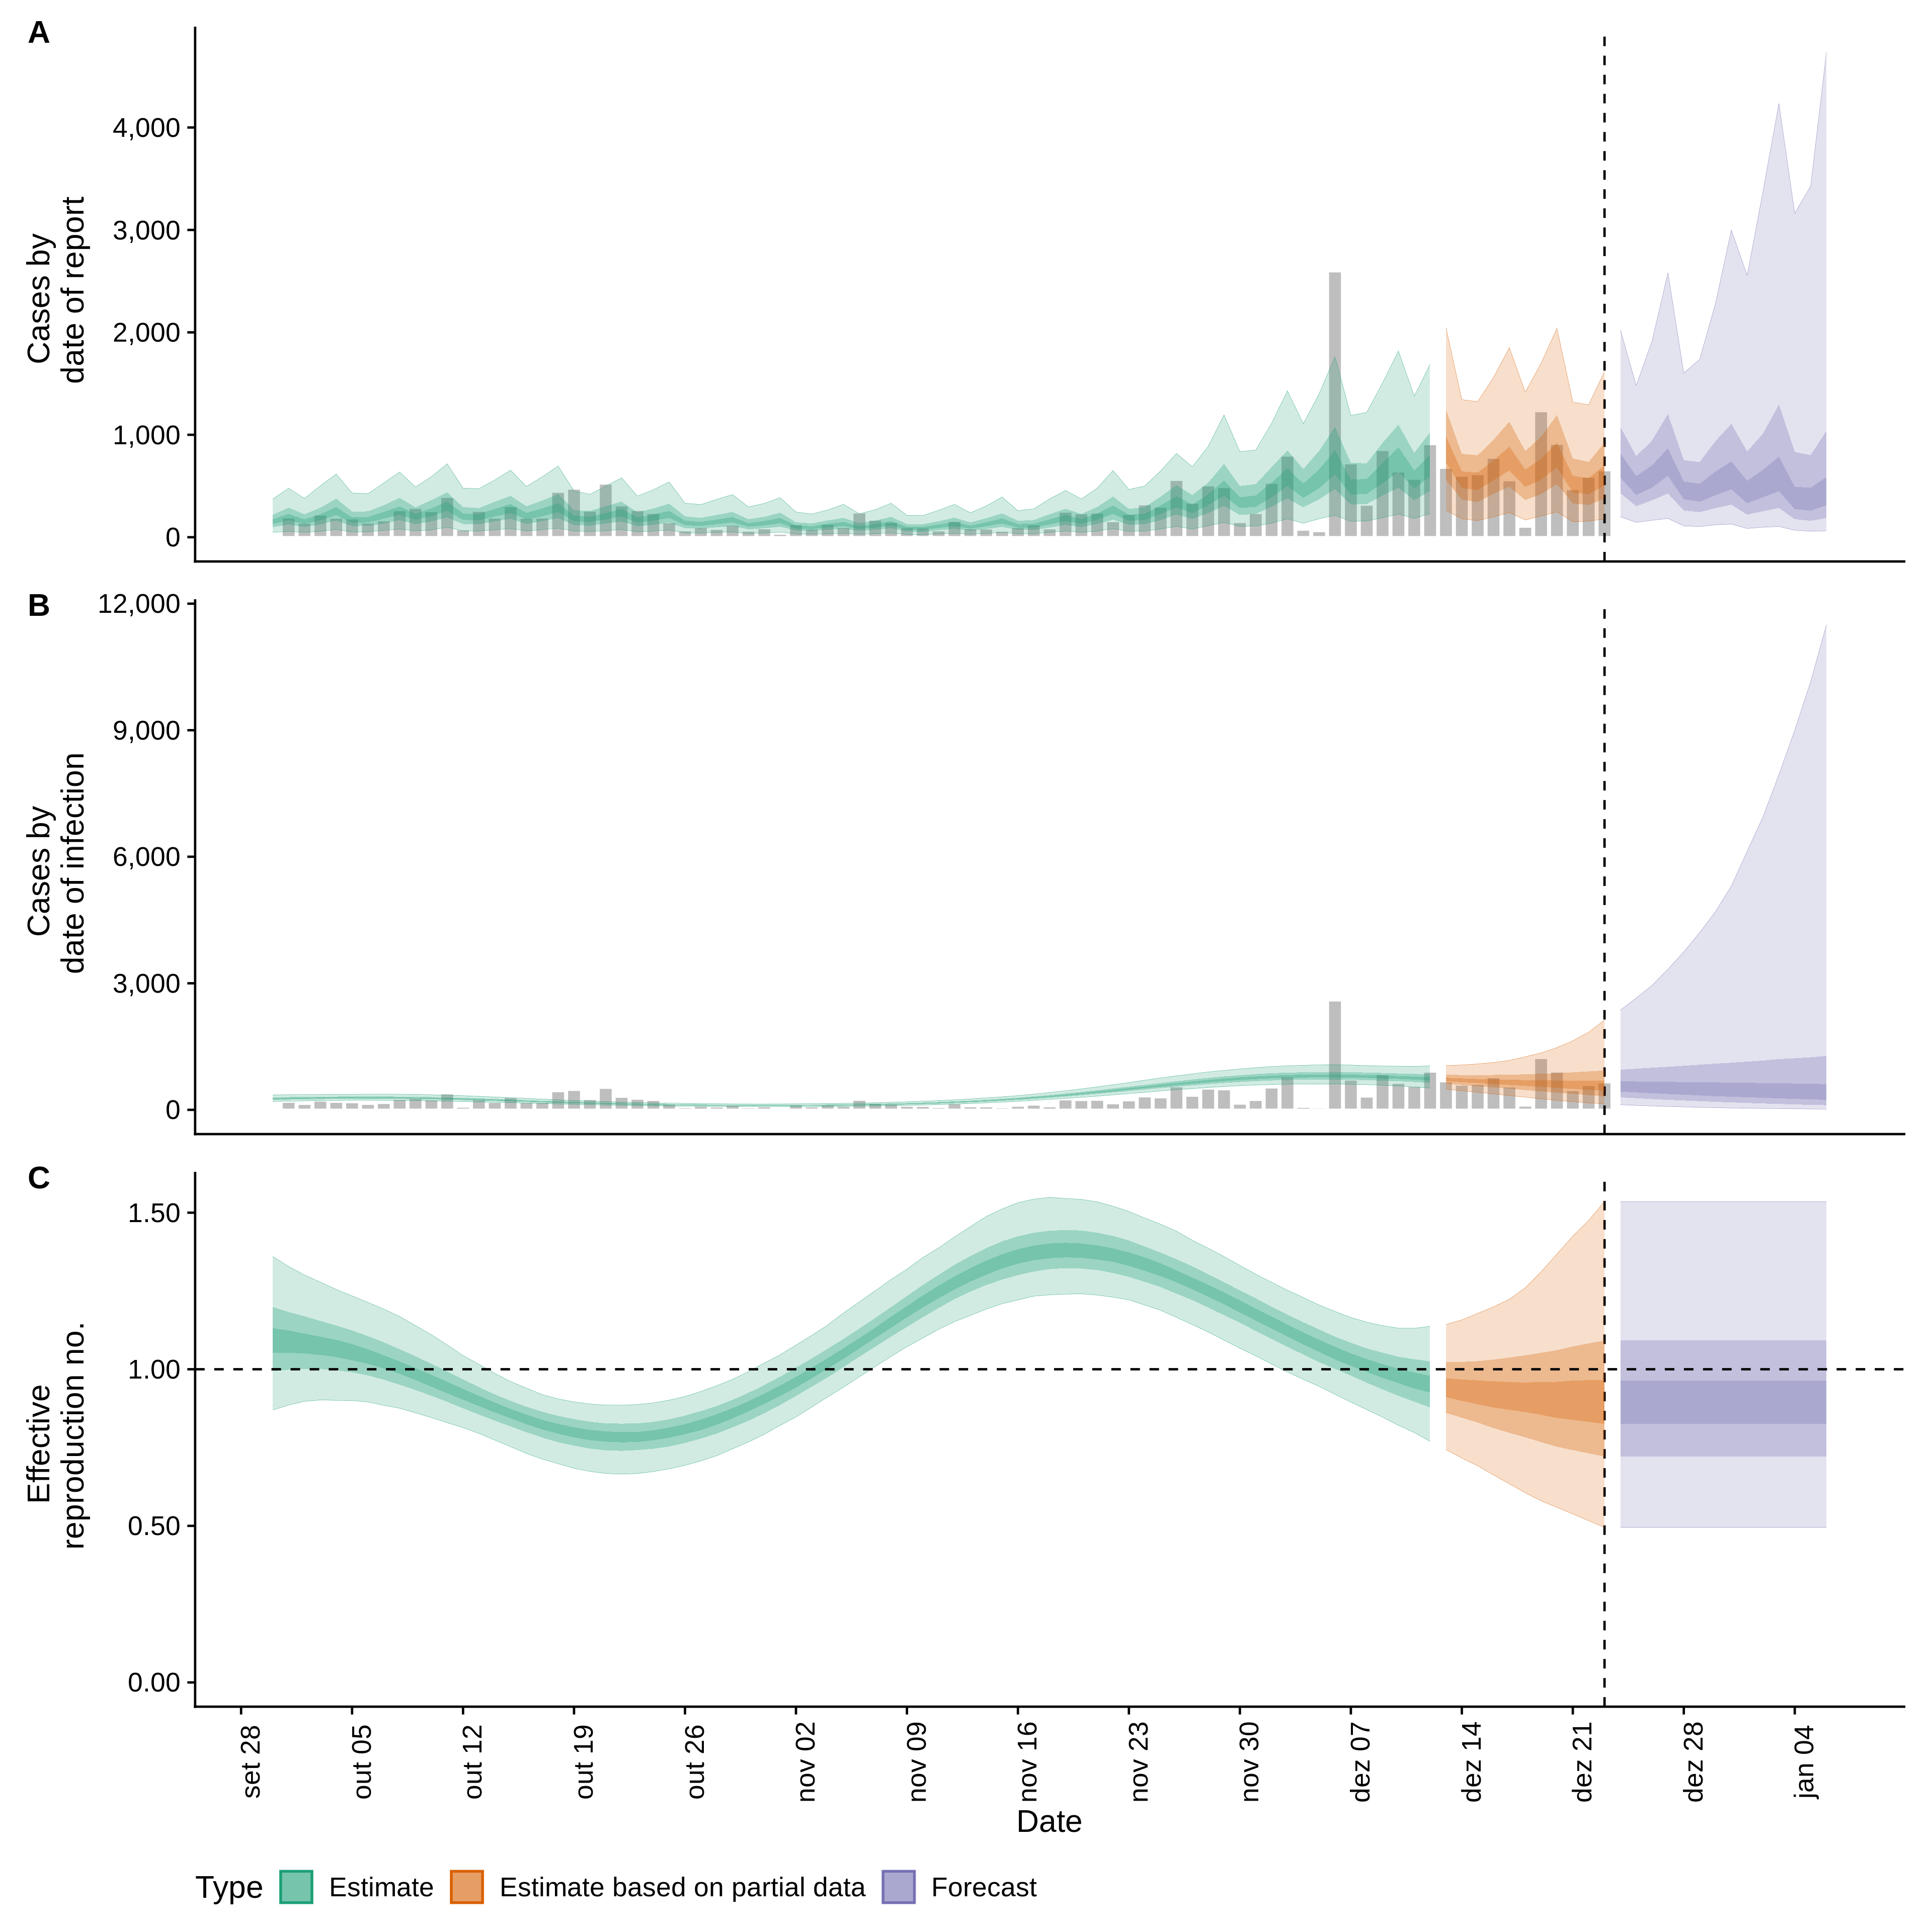 A
Cases by
date of report
4,000
3,000
2,000
1,000
0
B
Cases by
date of infection
12,000
9,000
6,000
3,000
0
C
Effective
reproduction no.
1.50
1.00
0.50
0.00
set 28
out 05
out 12
out 19
out 26
nov 02
nov 09
nov 16
nov 23
nov 30
dez 07
dez 14
dez 21
dez 28
jan 04
Date
Type Estimate Estimate based on partial data Forecast